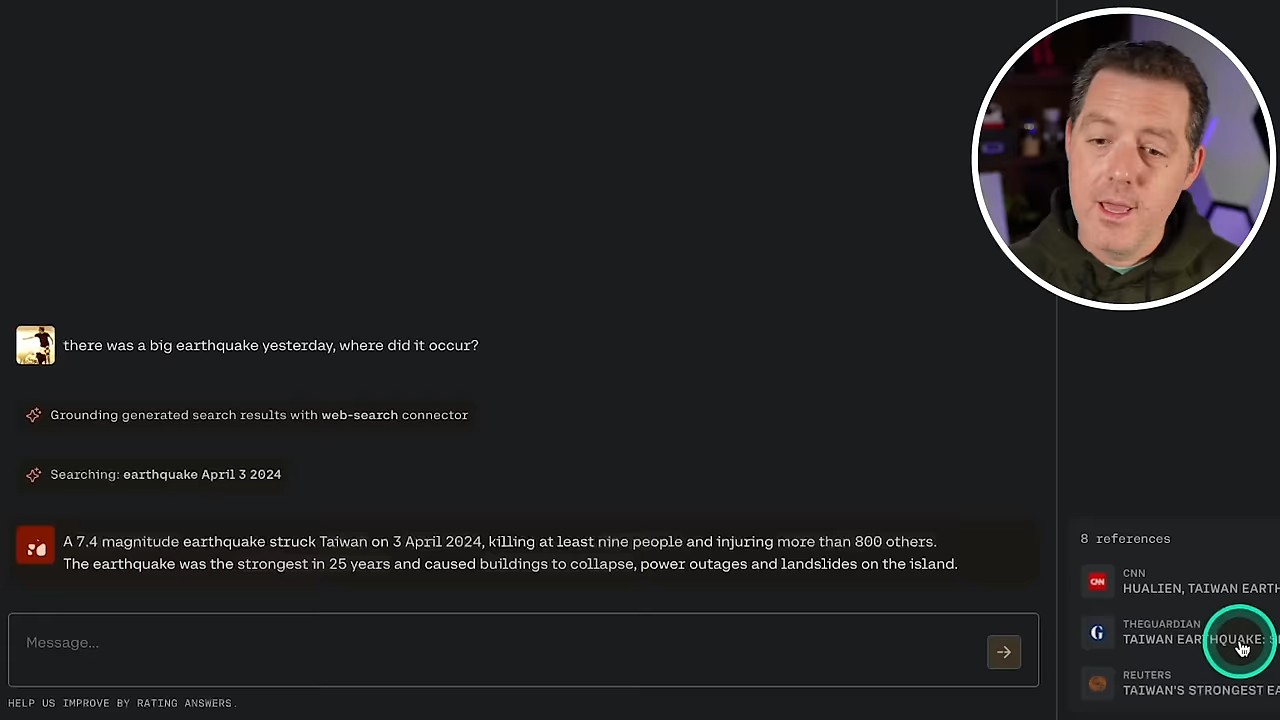 there was a big earthquake yesterday, where did it occur?
Grounding generated search results with web-search connector
Searching: earthquake April 3 2024
A 7.4 magnitude earthquake struck Taiwan on 3 April 2024, killing at least nine people and injuring more than 800 others.
The earthquake was the strongest in 25 years and caused buildings to collapse, power outages and landslides on the island.
Message...
HELP US IMPROVE BY RATING ANSWERS.
8 references
CNN
CNN
HUALIEN, TAIWAN EARTH
G
THEGUARDIAN
TAIWAN EARTHQUAKE:
REUTERS
TAIWAN'S STRONGEST EA